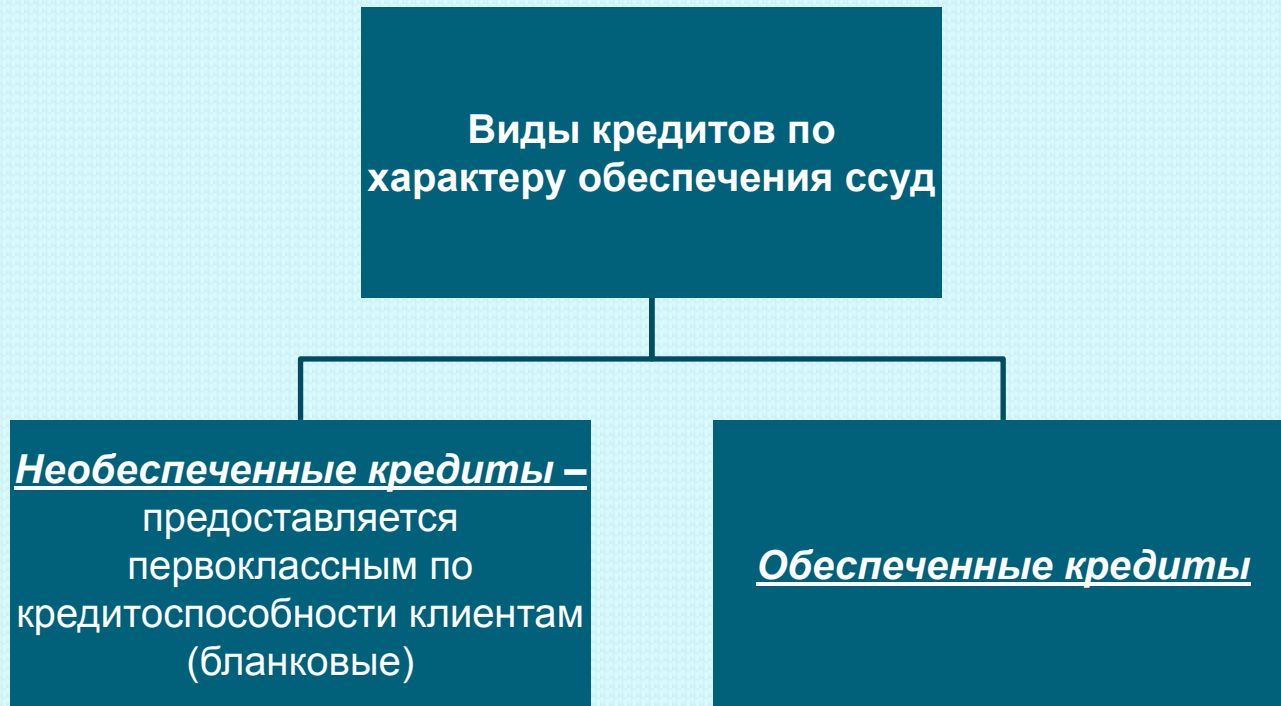 Виды кредитов по
характеру обеспечения ссуд
Необеспеченные кредиты –
предоставляется
первоклассным по
кредитоспособности клиентам
(бланковые)
Обеспеченные кредиты